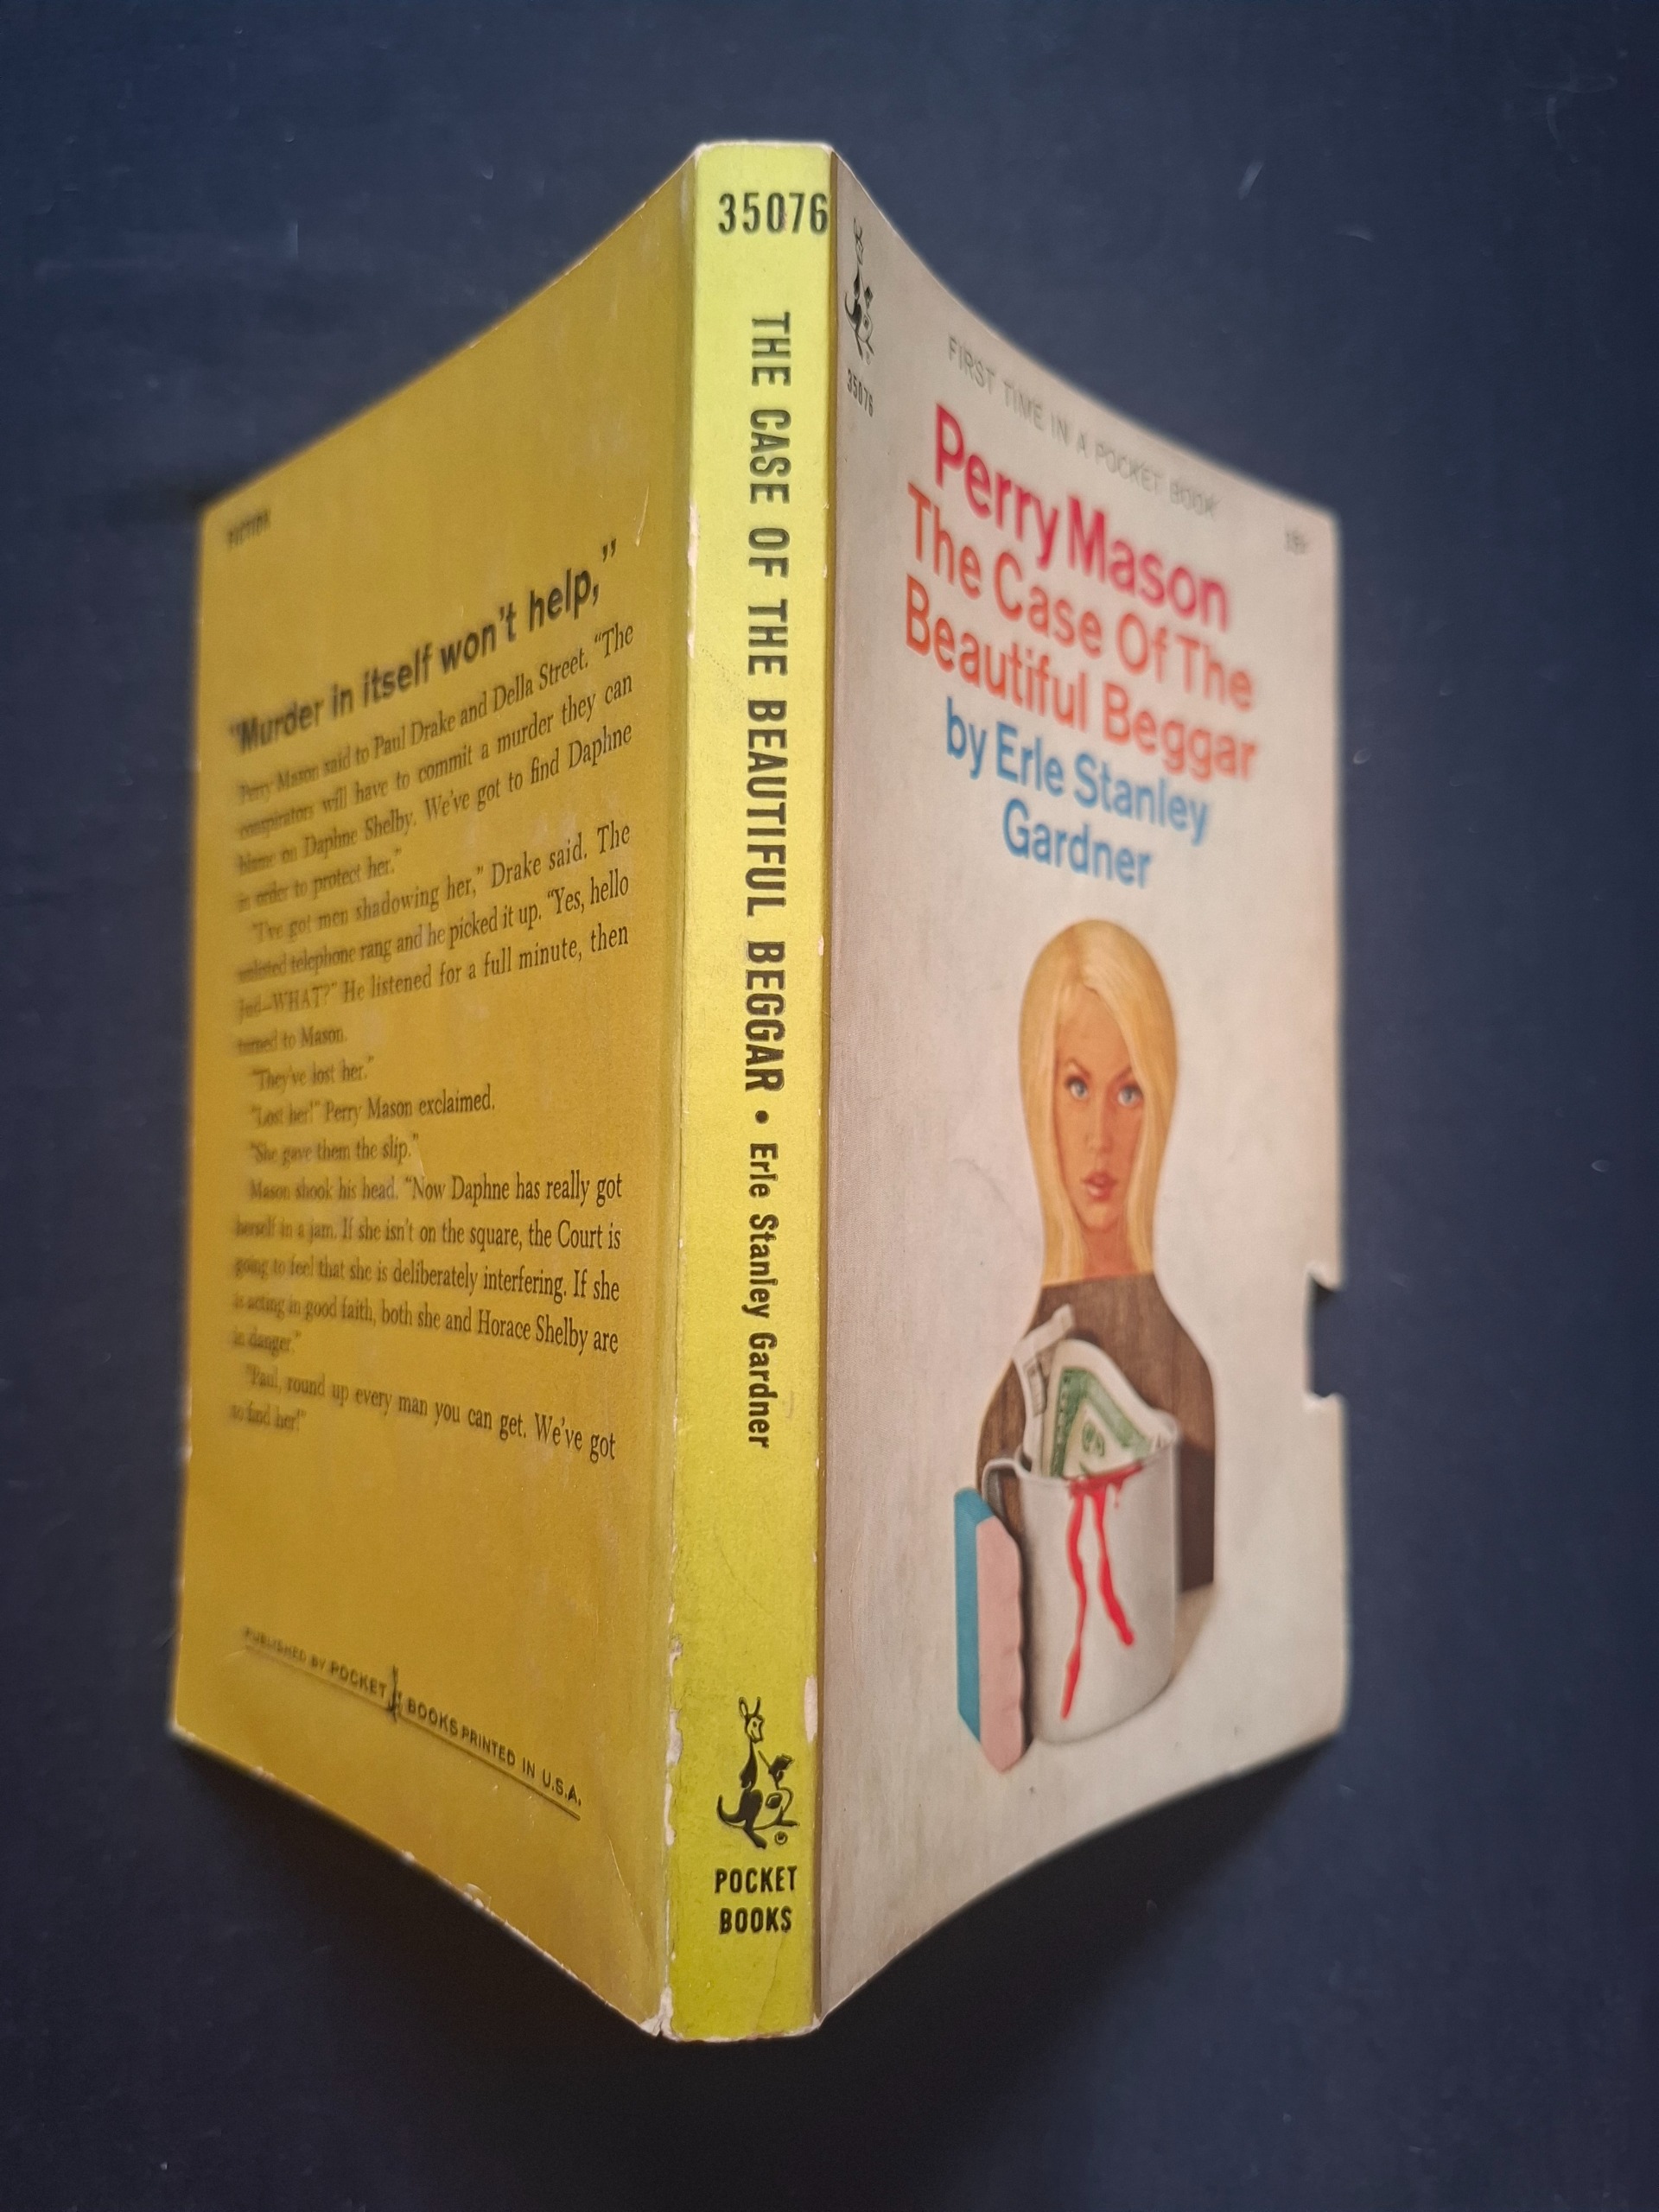 FICTION
"Murder in itself won't help,"
Perry Mason said to Paul Drake and Della Street. "The
conspirators will have to commit a murder they can
blame on Daphne Shelby. We've got to find Daphne
in order to protect her."
"I've got men shadowing her," Drake said. The
unlisted telephone rang and he picked it up. "Yes, hello
Jud—WHAT?" He listened for a full minute, then
turned to Mason.
"They've lost her."
"Lost her!" Perry Mason exclaimed.
"She gave them the slip."
Mason shook his head. "Now Daphne has really got
herself in a jam. If she isn't on the square, the Court is
going to feel that she is deliberately interfering. If she
is acting in good faith, both she and Horace Shelby are
in danger."
"Paul, round up every man you can get. We've got
to find her!"
PUBLISHED BY POCKET BOOKS PRINTED IN U.S.A.
35076
THE CASE OF THE BEAUTIFUL BEGGAR • Erle Stanley Gardner
POCKET
BOOKS
35076
FIRST TIME IN A POCKET BOOK
Perry Mason
The Case Of The
Beautiful Beggar
by Erle Stanley
Gardner